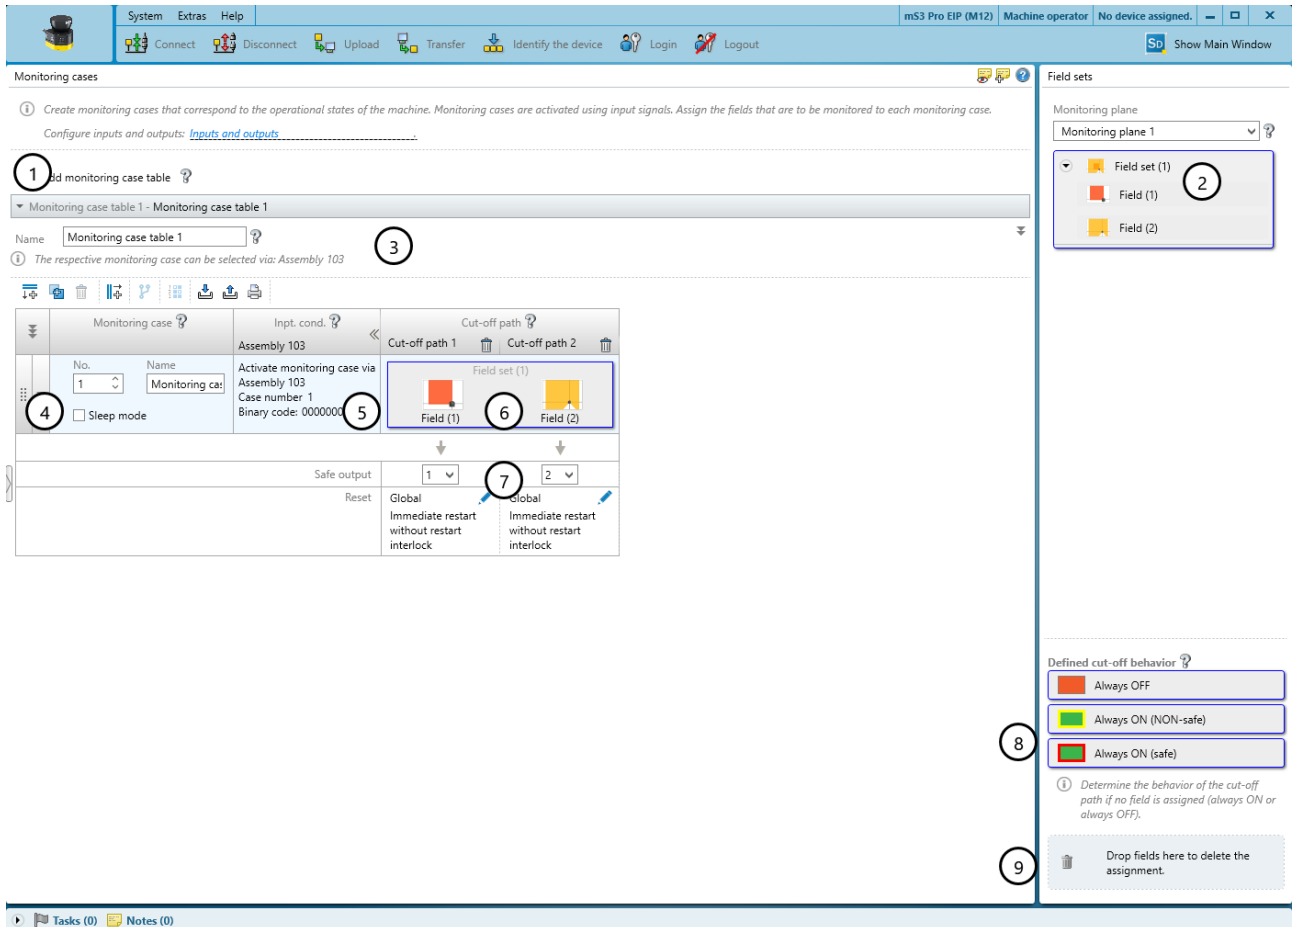 System Extras Help
mS3 Pro EIP (M12) Machine operator No device assigned.
Connect Disconnect Upload Transfer Identify the device Login Logout
SD Show Main Window
Monitoring cases
Create monitoring cases that correspond to the operational states of the machine. Monitoring cases are activated using input signals. Assign the fields that are to be monitored to each monitoring case.
Configure inputs and outputs: Inputs and outputs
1
dd monitoring case table
Monitoring case table 1 - Monitoring case table 1
Name Monitoring case table 1
3
The respective monitoring case can be selected via: Assembly 103
Monitoring case
Inpt. cond.
Assembly 103
Cut-off path
Cut-off path 1 Cut-off path 2
No. Name
1 Monitoring cas
Sleep mode
4
Activate monitoring case via
Assembly 103
Case number 1
Binary code: 0000000
5
Field set (1)
Field (1) Field (2)
6
Safe output 1 2
7
Reset
Global Global
Immediate restart Immediate restart
without restart without restart
interlock interlock
Field sets
Monitoring plane
Monitoring plane 1
Field set (1)
2
Field (1)
Field (2)
Defined cut-off behavior
Always OFF
Always ON (NON-safe)
8
Always ON (safe)
Determine the behavior of the cut-off
path if no field is assigned (always ON or
always OFF).
9
Drop fields here to delete the
assignment.
Tasks (0) Notes (0)